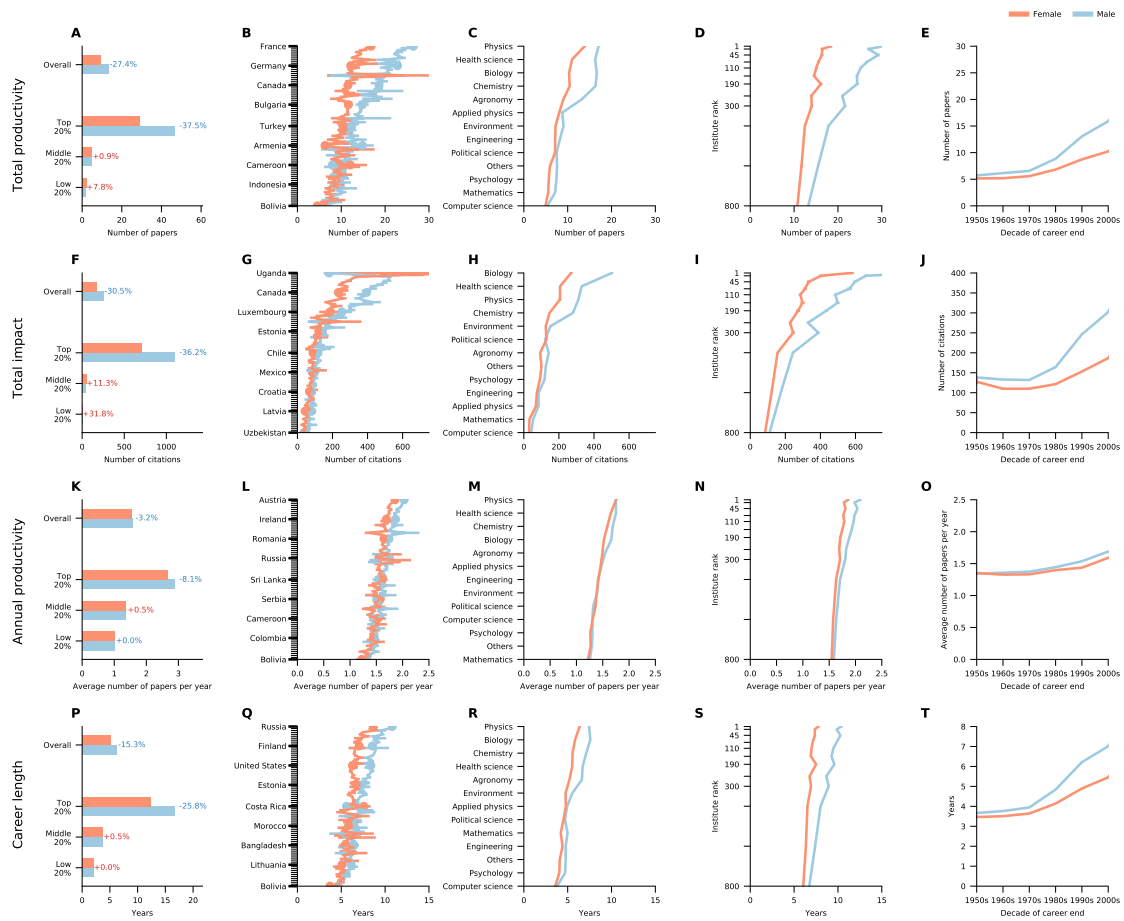 Female Male
A B C D E
Total productivity
Overall
-27.4%
Top
20%
-37.5%
Middle
20%
+0.9%
Low
20%
+7.8%
0 20 40 60
Number of papers
France
Germany
Canada
Bulgaria
Turkey
Armenia
Cameroon
Indonesia
Bolivia
0 10 20 30
Number of papers
Physics
Health science
Biology
Chemistry
Agronomy
Applied physics
Environment
Engineering
Political science
Others
Psychology
Mathematics
Computer science
0 10 20 30
Number of papers
Institute rank
1
45
110
190
300
800
0 10 20 30
Number of papers
Number of papers
30
25
20
15
10
5
0
1950s 1960s 1970s 1980s 1990s 2000s
Decade of career end
F G H I J
Total impact
Overall
-30.5%
Top
20%
-36.2%
Middle
20%
+11.3%
Low
20%
+31.8%
0 500 1000
Number of citations
Uganda
Canada
Luxembourg
Estonia
Chile
Mexico
Croatia
Latvia
Uzbekistan
0 200 400 600
Number of citations
Biology
Health science
Physics
Chemistry
Environment
Political science
Agronomy
Others
Psychology
Engineering
Applied physics
Mathematics
Computer science
0 200 400 600
Number of citations
Institute rank
1
45
110
190
300
800
0 200 400 600
Number of citations
Number of citations
400
350
300
250
200
150
100
50
0
1950s 1960s 1970s 1980s 1990s 2000s
Decade of career end
K L M N O
Annual productivity
Overall
-3.2%
Top
20%
-8.1%
Middle
20%
+0.5%
Low
20%
+0.0%
0 1 2 3
Average number of papers per year
Austria
Ireland
Romania
Russia
Sri Lanka
Serbia
Cameroon
Colombia
Bolivia
0.0 0.5 1.0 1.5 2.0 2.5
Average number of papers per year
Physics
Health science
Chemistry
Biology
Agronomy
Applied physics
Engineering
Environment
Political science
Computer science
Psychology
Others
Mathematics
0.0 0.5 1.0 1.5 2.0 2.5
Average number of papers per year
Institute rank
1
45
110
190
300
800
0.0 0.5 1.0 1.5 2.0 2.5
Average number of papers per year
Average number of papers per year
2.5
2.0
1.5
1.0
0.5
0.0
1950s 1960s 1970s 1980s 1990s 2000s
Decade of career end
P Q R S T
Career length
Overall
-15.3%
Top
20%
-25.8%
Middle
20%
+0.5%
Low
20%
+0.0%
0 5 10 15 20
Years
Russia
Finland
United States
Estonia
Costa Rica
Morocco
Bangladesh
Lithuania
Bolivia
0 5 10 15
Years
Physics
Biology
Chemistry
Health science
Agronomy
Environment
Applied physics
Political science
Mathematics
Engineering
Others
Psychology
Computer science
0 5 10 15
Years
Institute rank
1
45
110
190
300
800
0 5 10 15
Years
Years
8
7
6
5
4
3
2
1
0
1950s 1960s 1970s 1980s 1990s 2000s
Decade of career end